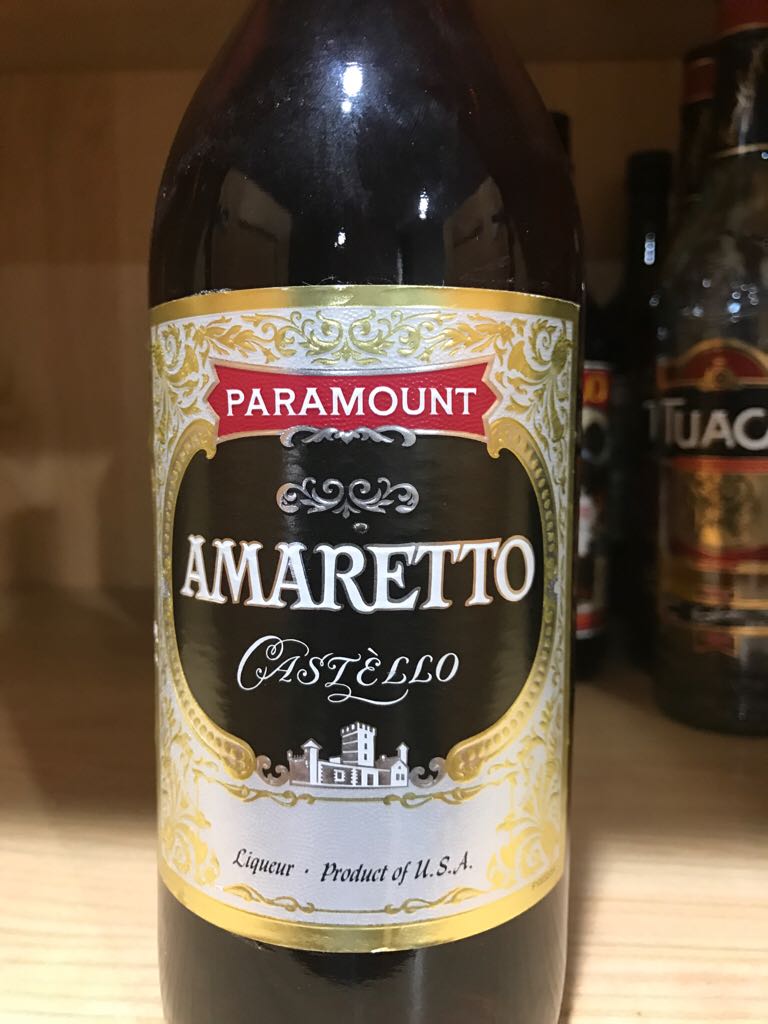 PARAMOUNT
AMARETTO
CASTÈLLO
Liqueur · Product of U.S.A.
TUAC